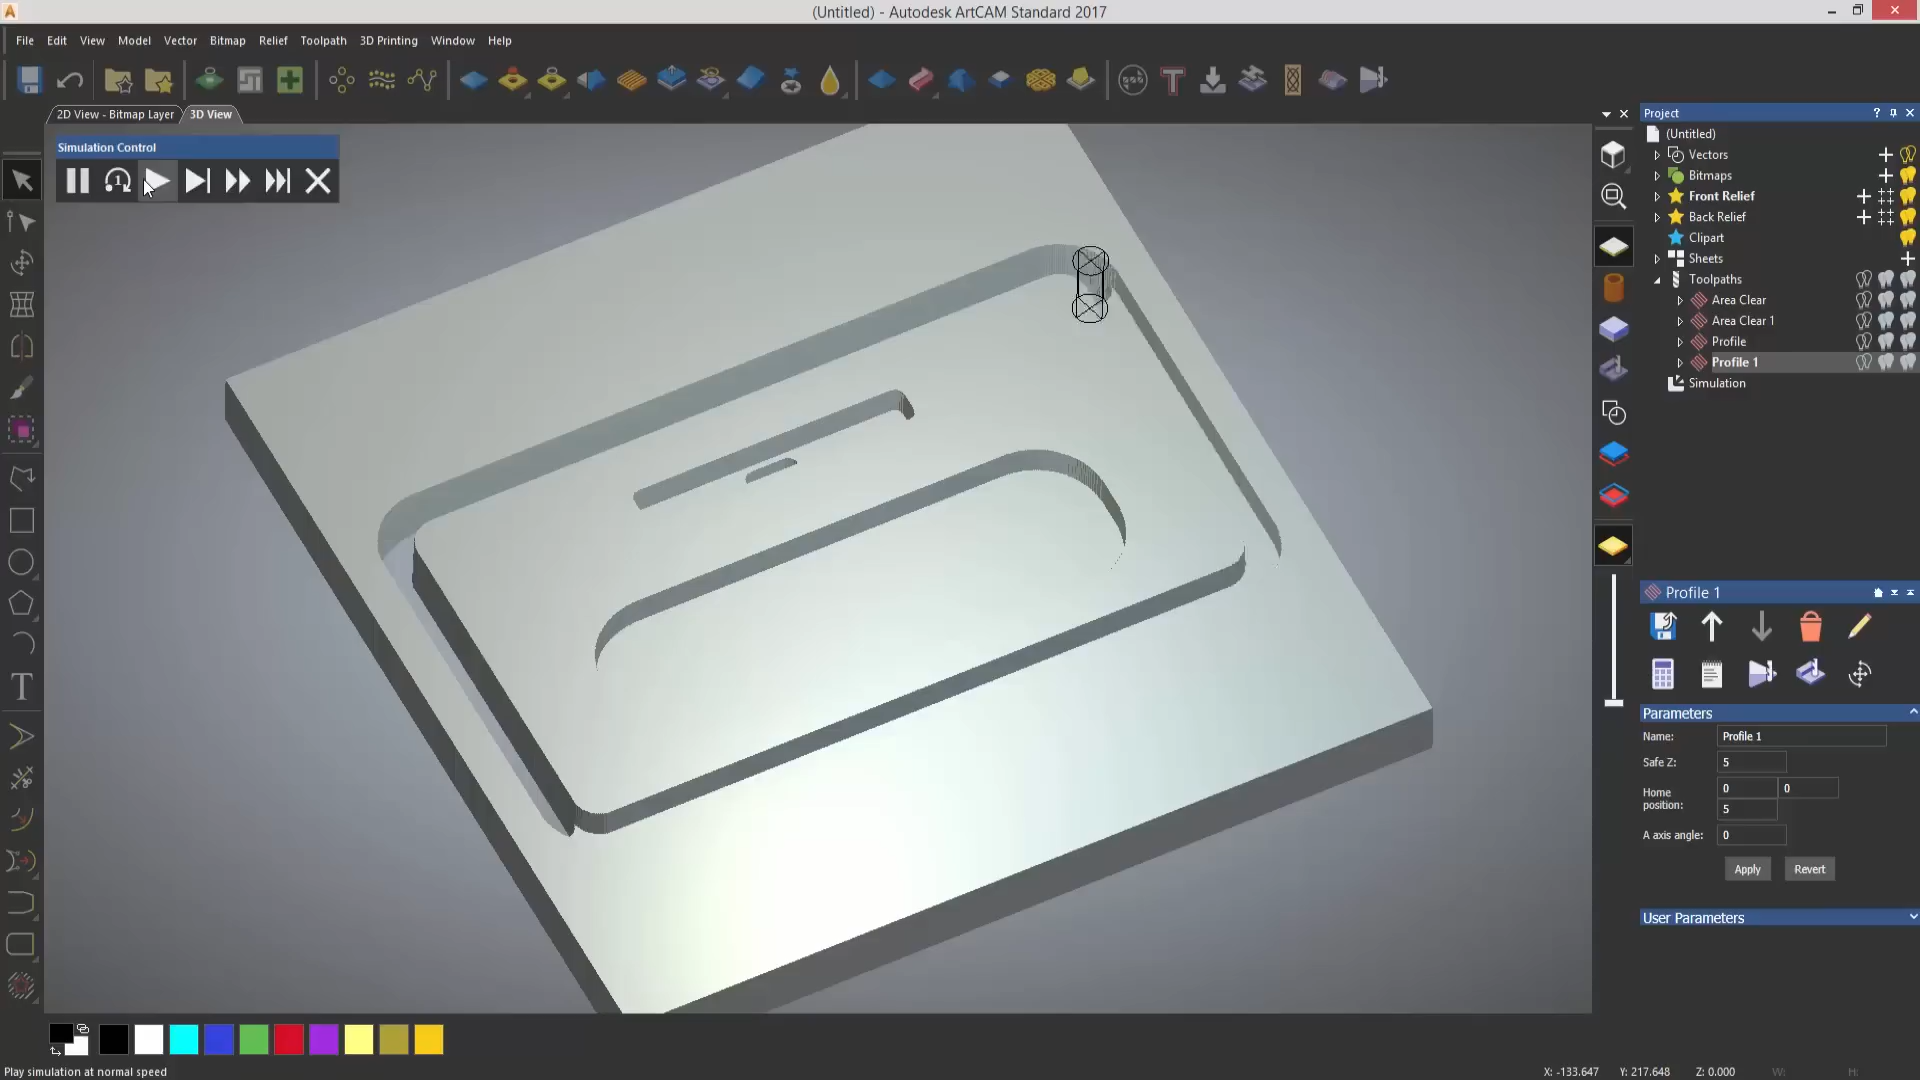 (Untitled) - Autodesk ArtCAM Standard 2017
File Edit View Model Vector Bitmap Relief Toolpath 3D Printing Window Help
2D View - Bitmap Layer 3D View
Simulation Control
1
Project
(Untitled)
Vectors
Bitmaps
Front Relief
Back Relief
Clipart
Sheets
Toolpaths
Area Clear
Area Clear 1
Profile
Profile 1
Simulation
Profile 1
Parameters
Name: Profile 1
Safe Z: 5
Home position: 0 0
5
A axis angle: 0
Apply Revert
User Parameters
Play simulation at normal speed
X: -133.647 Y: 217.648 Z: 0.000 W: H: